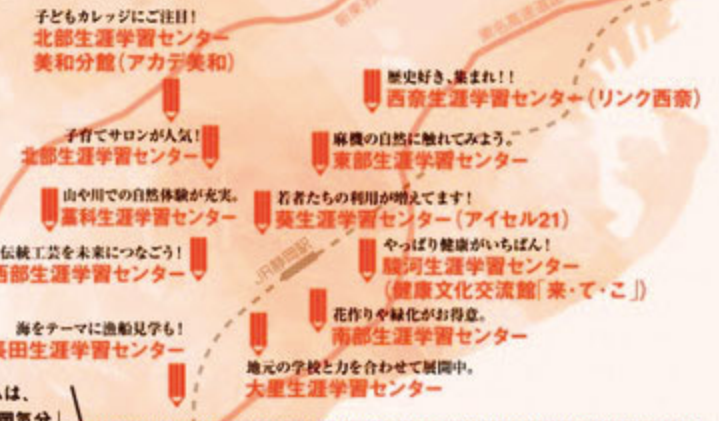 子どもカレッジにご注目!
北部生涯学習センター
美和分館(アカデ美和)
歴史好き、集まれ!!
西奈生涯学習センター(リンク西奈)
子育てサロンが人気!
北部生涯学習センター
麻機の自然に触れてみよう。
東部生涯学習センター
山や川での自然体験が充実。
藁科生涯学習センター
若者たちの利用が増えてます!
葵生涯学習センター(アイセル21)
伝統工芸を未来につなごう!
西部生涯学習センター
やっぱり健康がいちばん!
駿河生涯学習センター
(健康文化交流館「来・て・こ」)
JR静岡駅
花作りや緑化がお得意。
南部生涯学習センター
海をテーマに漁船見学も!
長田生涯学習センター
地元の学校と力を合わせて展開中。
大里生涯学習センター
は、
囲気分」